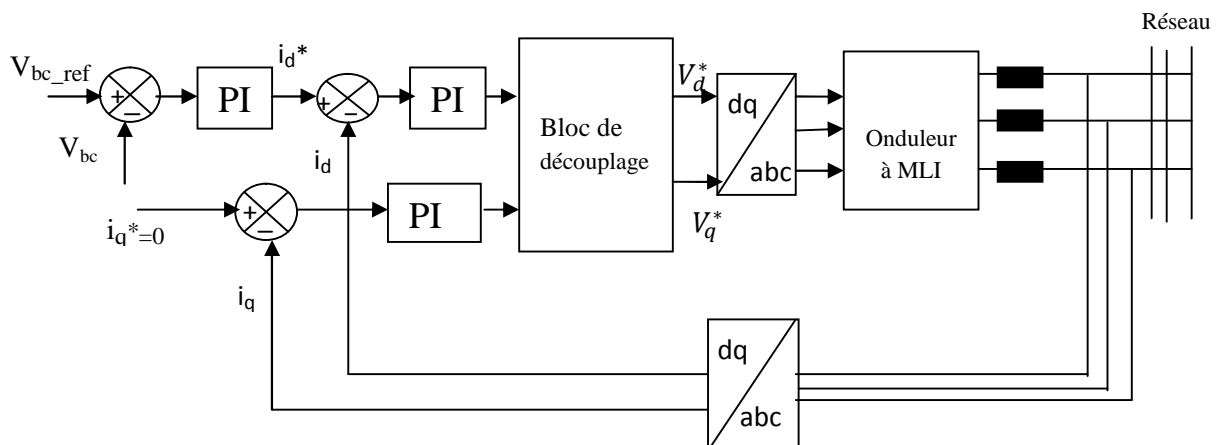 Réseau
V_bc_ref
+
−
V_bc
PI
i_d*
+
−
i_d
PI
Bloc de
découplage
V_d^*
V_q^*
dq
abc
Onduleur
à MLI
i_q*=0
+
−
i_q
PI
dq
abc